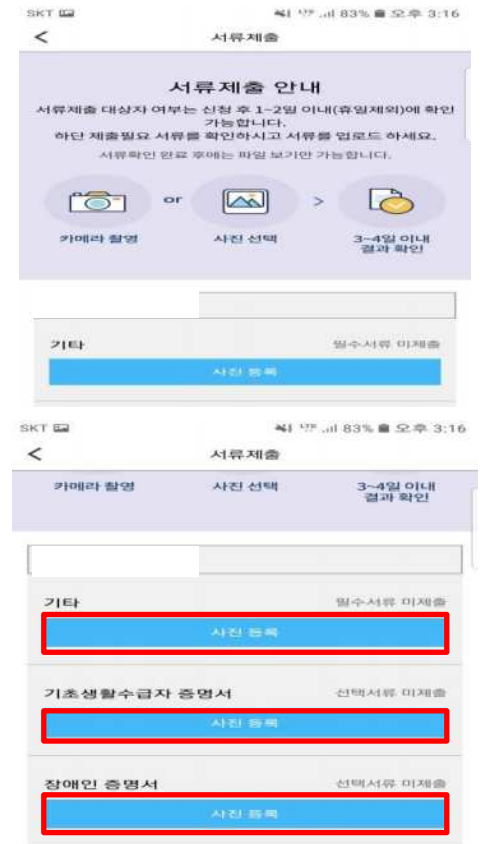 SKT 83% 오후 3:16
< 서류제출
서류제출 안내
서류제출 대상자 여부는 신청 후 1~2일 이내(휴일제외)에 확인
가능합니다.
하단 제출필요 서류를 확인하시고 서류를 업로드 하세요.
서류확인 완료 후에는 파일 보기만 가능합니다.
or >
카메라 촬영 사진 선택 3~4일 이내
결과 확인
기타 필수서류 미제출
사진 등록
SKT 83% 오후 3:16
< 서류제출
카메라 촬영 사진 선택 3~4일 이내
결과 확인
기타 필수서류 미제출
사진 등록
기초생활수급자 증명서 선택서류 미제출
사진 등록
장애인 증명서 선택서류 미제출
사진 등록